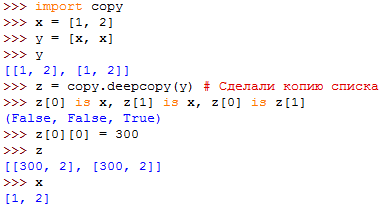 >>> import copy
>>> x = [1, 2]
>>> y = [x, x]
>>> y
[[1, 2], [1, 2]]
>>> z = copy.deepcopy(y) # Сделали копию списка
>>> z[0] is x, z[1] is x, z[0] is z[1]
(False, False, True)
>>> z[0][0] = 300
>>> z
[[300, 2], [300, 2]]
>>> x
[1, 2]